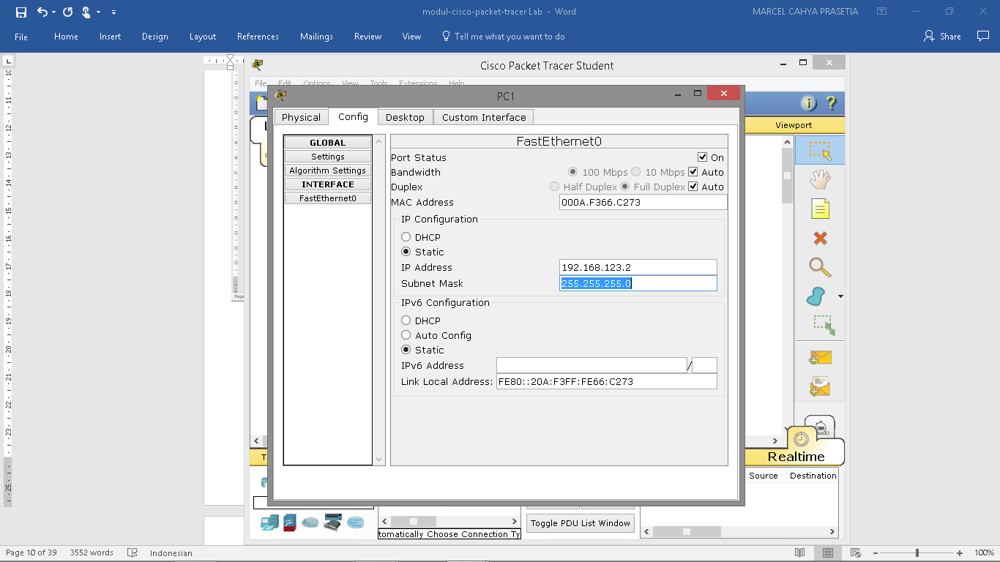 modul-cisco-packet-tracer Lab - Word
MARCEL CAHYA PRASETIA
File Home Insert Design Layout References Mailings Review View Tell me what you want to do Share
Cisco Packet Tracer Student
File Edit Options View Tools Extensions Help
PC1
Physical Config Desktop Custom Interface
Viewport
GLOBAL
Settings
Algorithm Settings
INTERFACE
FastEthernet0
FastEthernet0
Port Status On
Bandwidth 100 Mbps 10 Mbps Auto
Duplex Half Duplex Full Duplex Auto
MAC Address 000A.F366.C273
IP Configuration
DHCP
Static
IP Address 192.168.123.2
Subnet Mask 255.255.255.0
IPv6 Configuration
DHCP
Auto Config
Static
IPv6 Address /
Link Local Address: FE80::20A:F3FF:FE66:C273
Realtime
Source Destination
Toggle PDU List Window
tomatically Choose Connection Ty
Page 10 of 39 3552 words Indonesian 100%